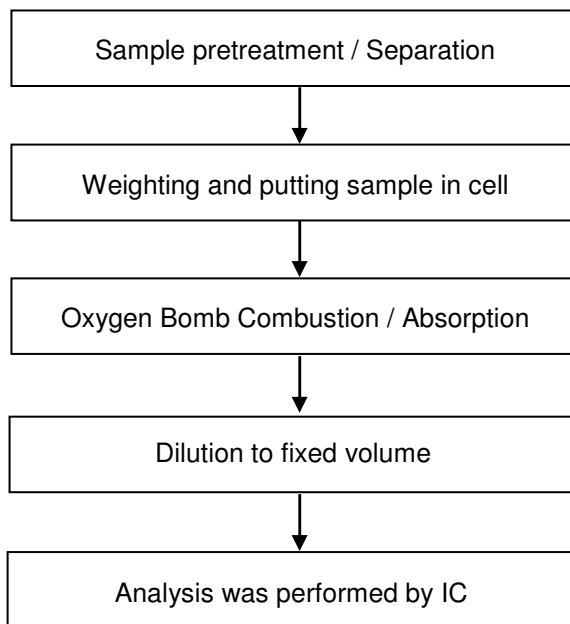 Sample pretreatment / Separation
Weighting and putting sample in cell
Oxygen Bomb Combustion / Absorption
Dilution to fixed volume
Analysis was performed by IC